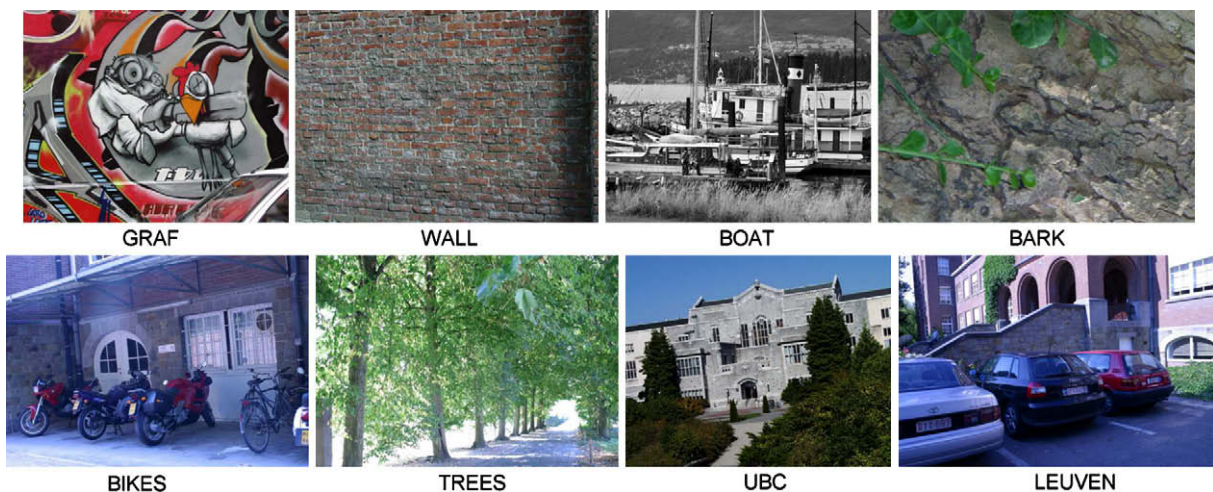 GRAF
WALL
BOAT
BARK
BIKES
TREES
UBC
LEUVEN